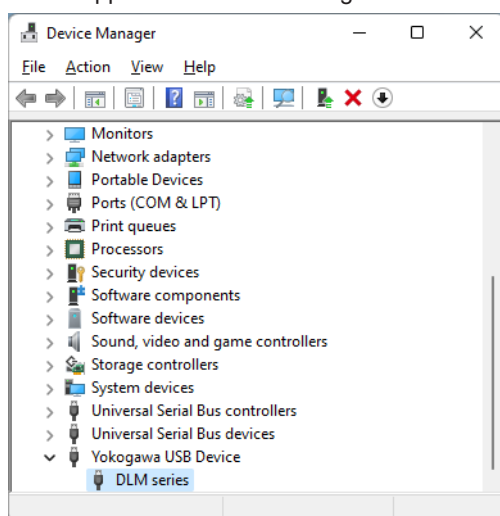 Device Manager
File Action View Help
Monitors
Network adapters
Portable Devices
Ports (COM & LPT)
Print queues
Processors
Security devices
Software components
Software devices
Sound, video and game controllers
Storage controllers
System devices
Universal Serial Bus controllers
Universal Serial Bus devices
Yokogawa USB Device
DLM series